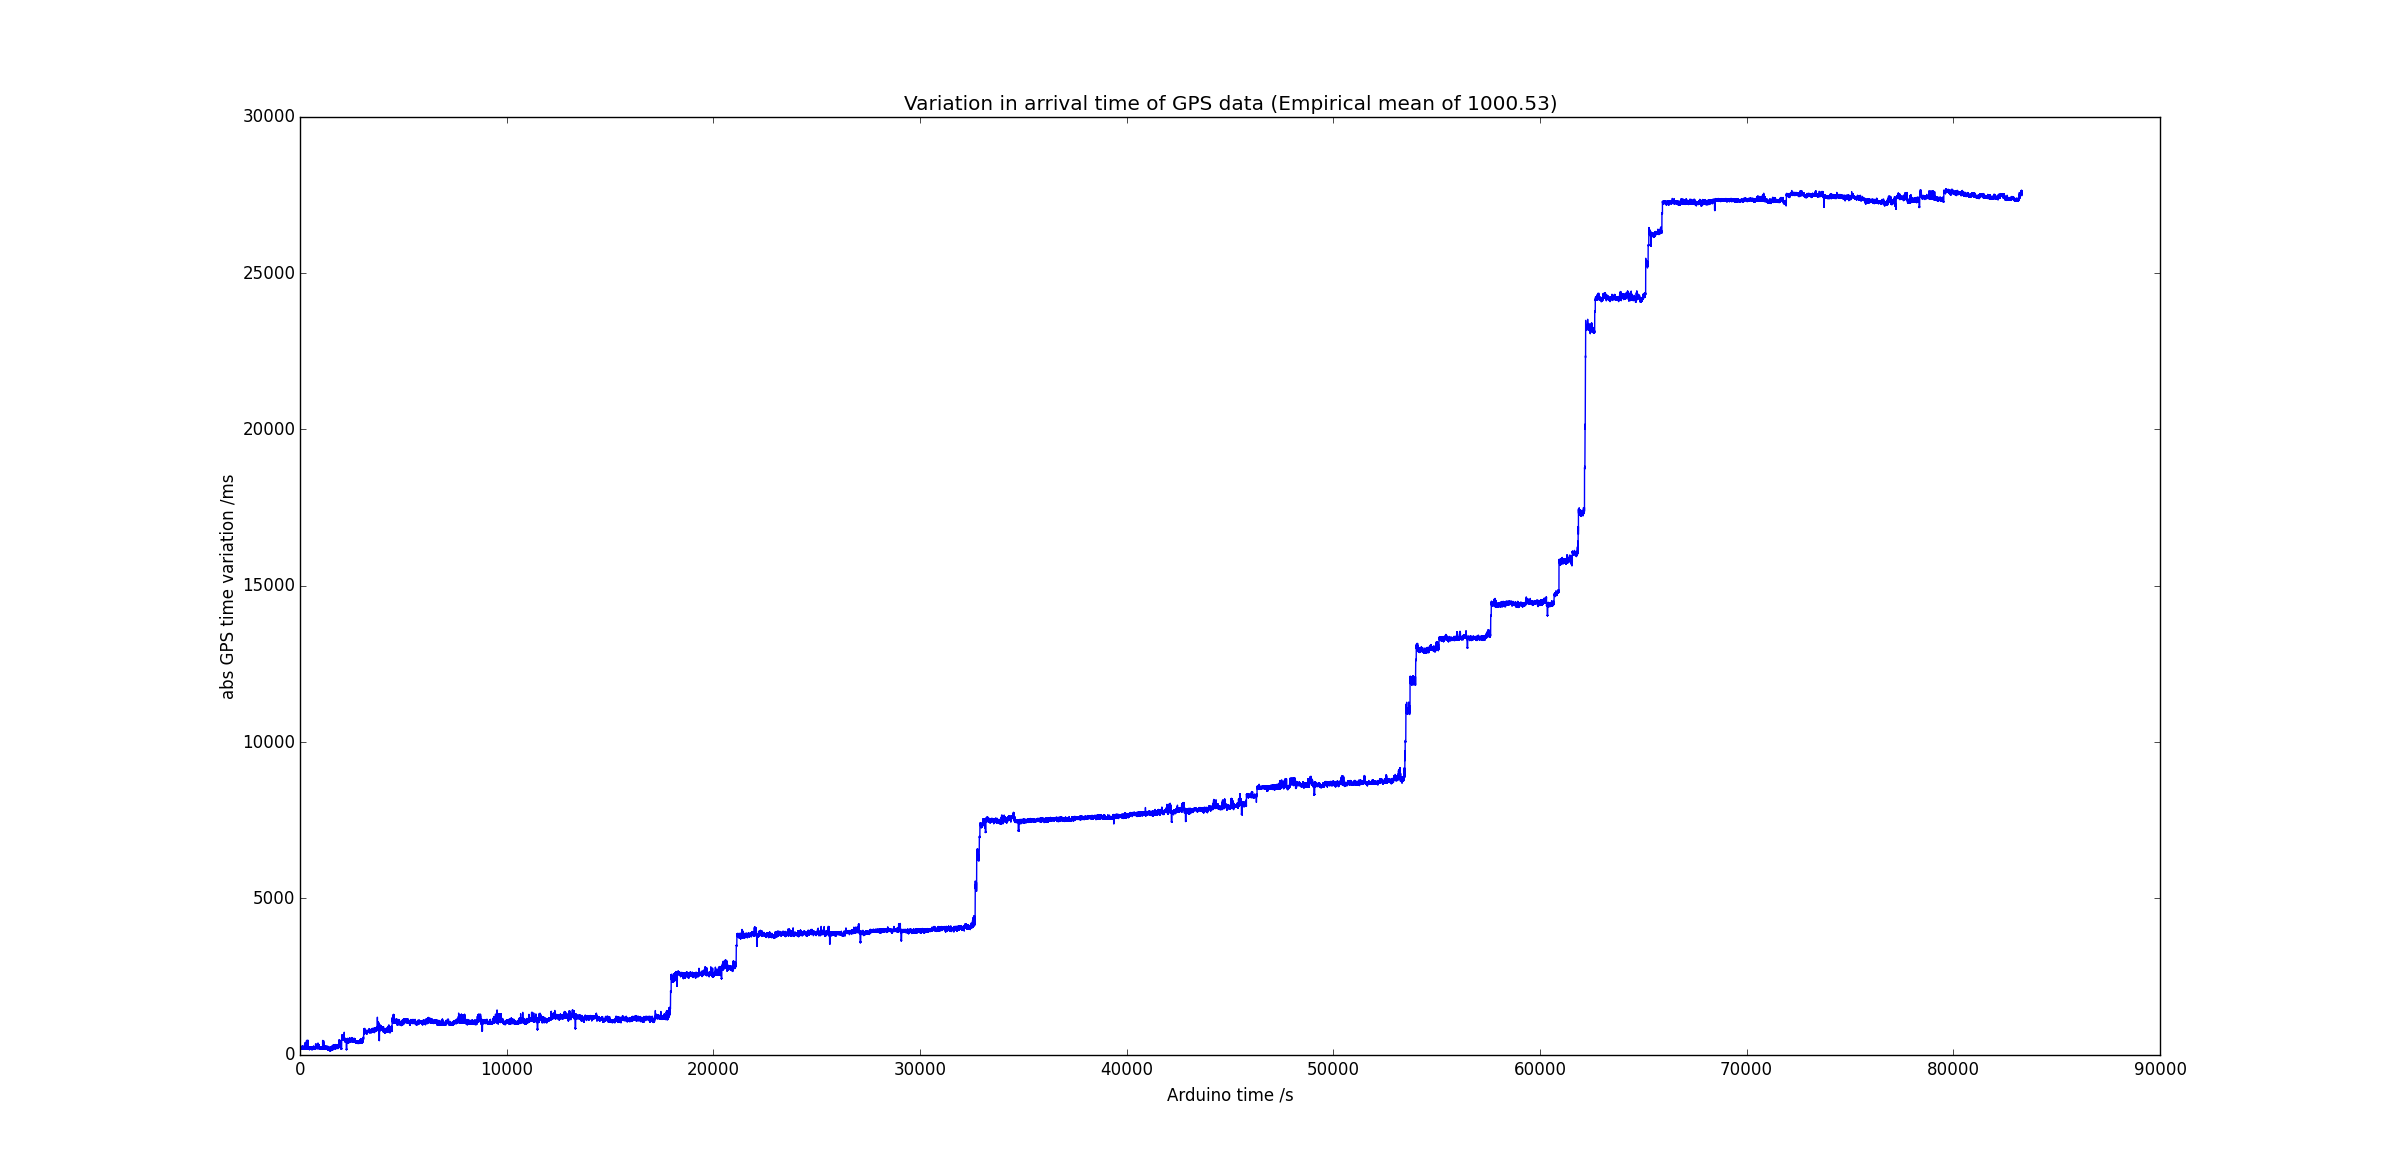 Variation in arrival time of GPS data (Empirical mean of 1000.53)
30000
25000
20000
15000
10000
5000
0
abs GPS time variation /ms
0 10000 20000 30000 40000 50000 60000 70000 80000 90000
Arduino time /s